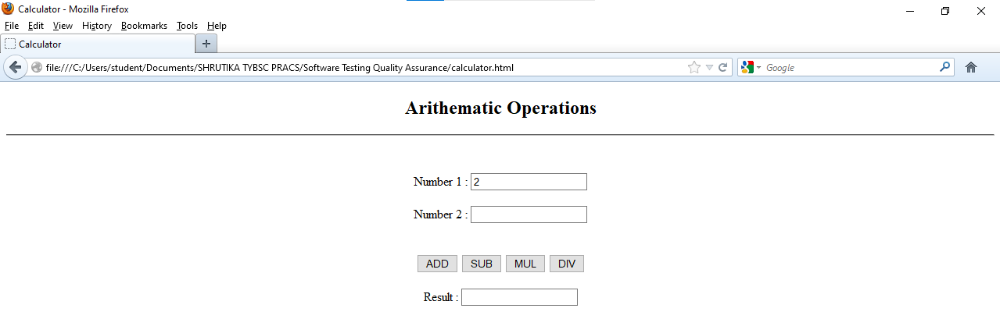 Calculator - Mozilla Firefox
File Edit View History Bookmarks Tools Help
Calculator
file:///C:/Users/student/Documents/SHRUTIKA TYBSC PRACS/Software Testing Quality Assurance/calculator.html
Google
Arithematic Operations
Number 1 : 2
Number 2 :
ADD SUB MUL DIV
Result :